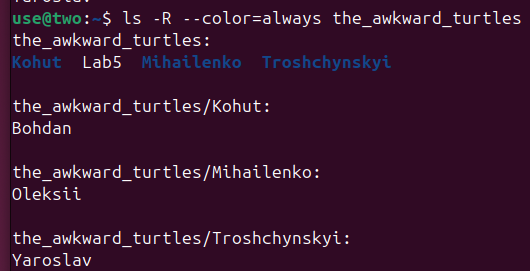 Yaroslav
use@two:~$ ls -R --color=always the_awkward_turtles
the_awkward_turtles:
Kohut  Lab5  Mihailenko  Troshchynskyi

the_awkward_turtles/Kohut:
Bohdan

the_awkward_turtles/Mihailenko:
Oleksii

the_awkward_turtles/Troshchynskyi:
Yaroslav